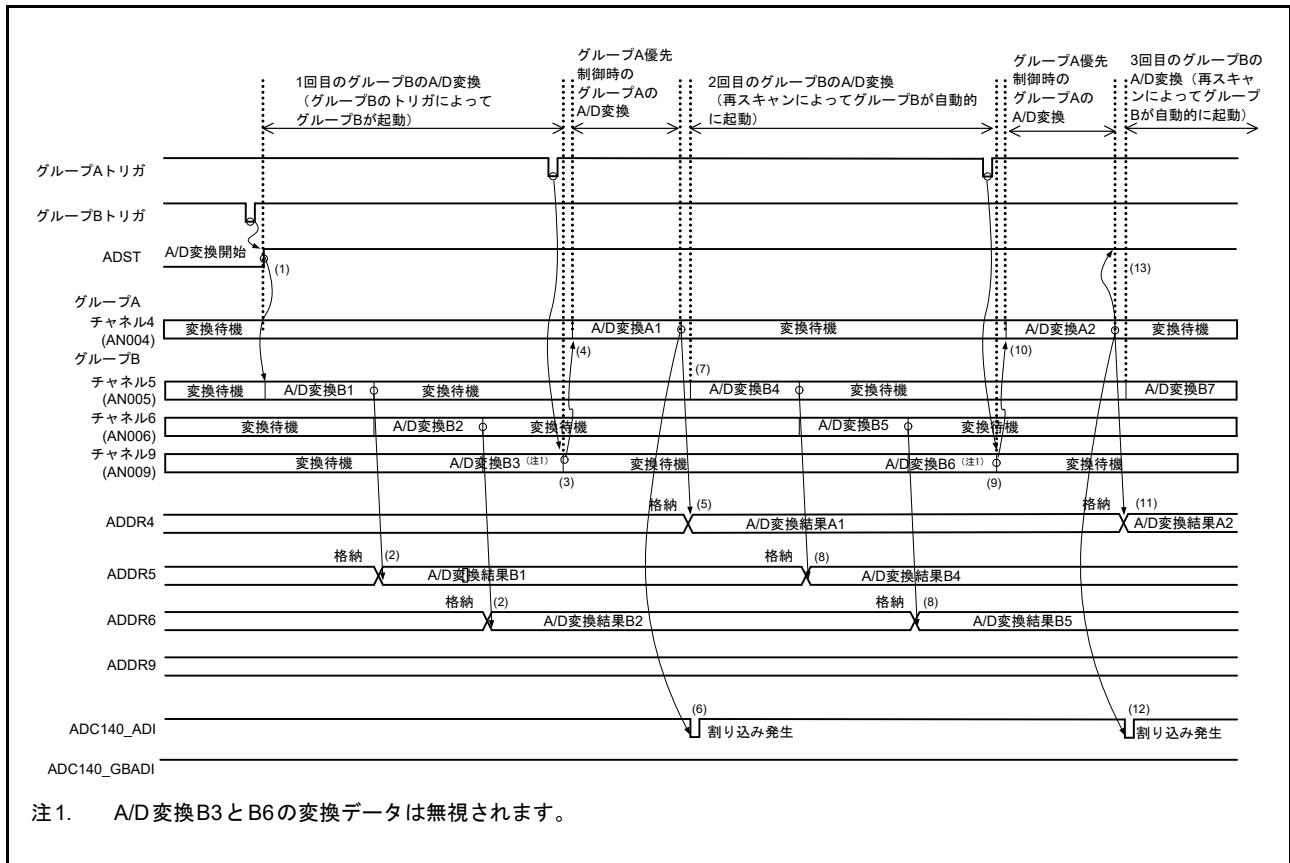 1回目のグループBのA/D変換
（グループBのトリガによって
グループBが起動）
グループA優先
制御時の
グループAの
A/D変換
2回目のグループBのA/D変換
（再スキャンによってグループBが自動的
に起動）
グループA優先
制御時の
グループAの
A/D変換
3回目のグループBの
A/D変換（再スキャ
ンによってグループ
Bが自動的に起動）
グループAトリガ
グループBトリガ
ADST A/D変換開始 (1) (13)
グループA
チャネル4
(AN004) 変換待機 (4) A/D変換A1 変換待機 (10) A/D変換A2 変換待機
グループB
チャネル5
(AN005) 変換待機 A/D変換B1 変換待機 (7) A/D変換B4 変換待機 A/D変換B7
チャネル6
(AN006) 変換待機 A/D変換B2 変換待機 A/D変換B5 変換待機
チャネル9
(AN009) 変換待機 A/D変換B3（注1） (3) 変換待機 A/D変換B6（注1） (9) 変換待機
ADDR4 格納 (5) A/D変換結果A1 格納 (11) A/D変換結果A2
ADDR5 格納 (2) A/D変換結果B1 格納 (8) A/D変換結果B4
ADDR6 格納 (2) A/D変換結果B2 格納 (8) A/D変換結果B5
ADDR9
ADC140_ADI (6) 割り込み発生 (12) 割り込み発生
ADC140_GBADI
注1. A/D変換B3とB6の変換データは無視されます。